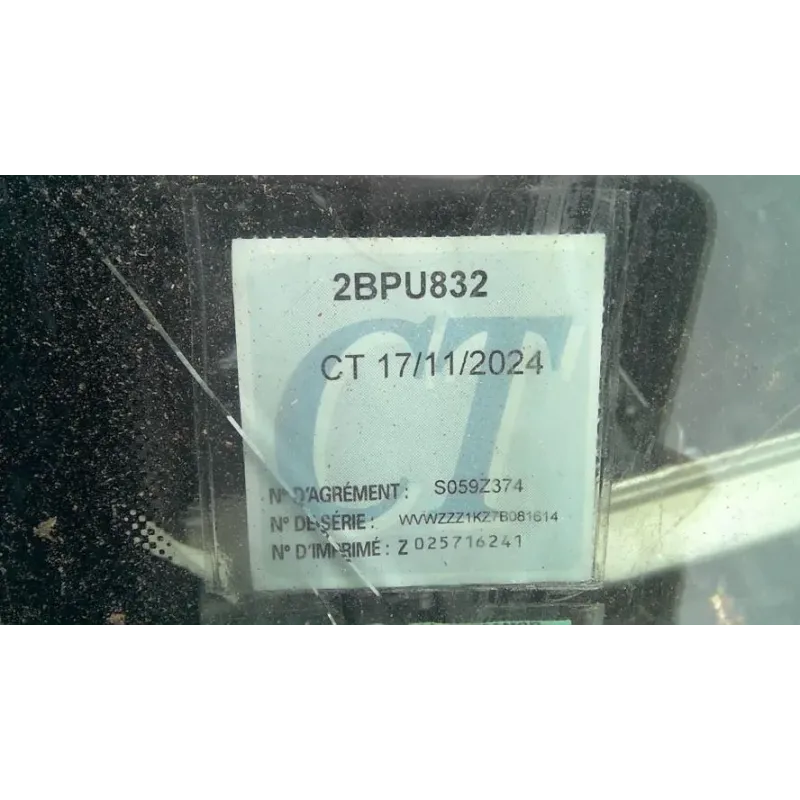 2BPU832
CT 17/11/2024
CT
N° D'AGRÉMENT : S059Z374
N° DE SÉRIE : WVWZZZ1KZ7B081614
N° D'IMPRIMÉ : Z 025716241